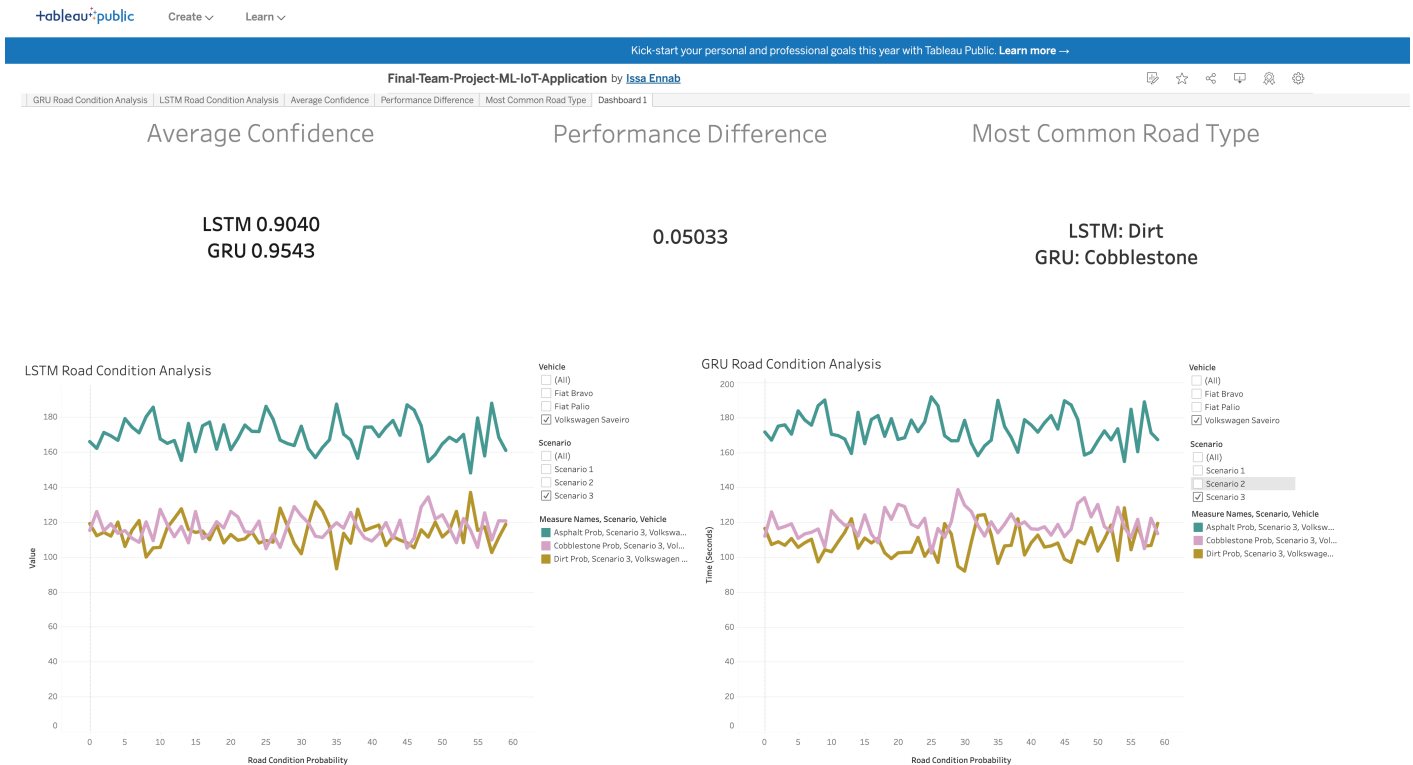 +ableau+public
Create Learn
Kick-start your personal and professional goals this year with Tableau Public. Learn more →
Final-Team-Project-ML-IoT-Application by Issa Ennab
GRU Road Condition Analysis LSTM Road Condition Analysis Average Confidence Performance Difference Most Common Road Type Dashboard 1
Average Confidence
Performance Difference
Most Common Road Type
LSTM 0.9040
GRU 0.9543
0.05033
LSTM: Dirt
GRU: Cobblestone
LSTM Road Condition Analysis
Value
180
160
140
120
100
80
60
40
20
0
0 5 10 15 20 25 30 35 40 45 50 55 60
Road Condition Probability
Vehicle
(All)
Fiat Bravo
Fiat Palio
Volkswagen Saveiro
Scenario
(All)
Scenario 1
Scenario 2
Scenario 3
Measure Names, Scenario, Vehicle
Asphalt Prob, Scenario 3, Volkswa...
Cobblestone Prob, Scenario 3, Vol...
Dirt Prob, Scenario 3, Volkswagen ...
GRU Road Condition Analysis
Time (Seconds)
200
180
160
140
120
100
80
60
40
20
0
0 5 10 15 20 25 30 35 40 45 50 55 60
Road Condition Probability
Vehicle
(All)
Fiat Bravo
Fiat Palio
Volkswagen Saveiro
Scenario
(All)
Scenario 1
Scenario 2
Scenario 3
Measure Names, Scenario, Vehicle
Asphalt Prob, Scenario 3, Volksw...
Cobblestone Prob, Scenario 3, Vol...
Dirt Prob, Scenario 3, Volkswage...